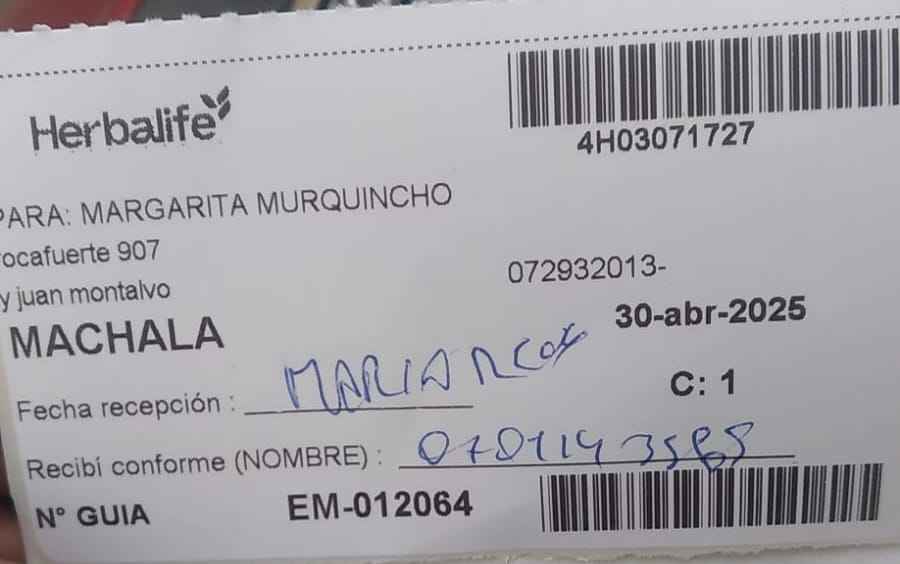 Herbalife
4H03071727
PARA: MARGARITA MURQUINCHO
ocafuerte 907
y juan montalvo
072932013-
MACHALA
30-abr-2025
Fecha recepción : MARIA
C: 1
Recibí conforme (NOMBRE) :
N° GUIA EM-012064